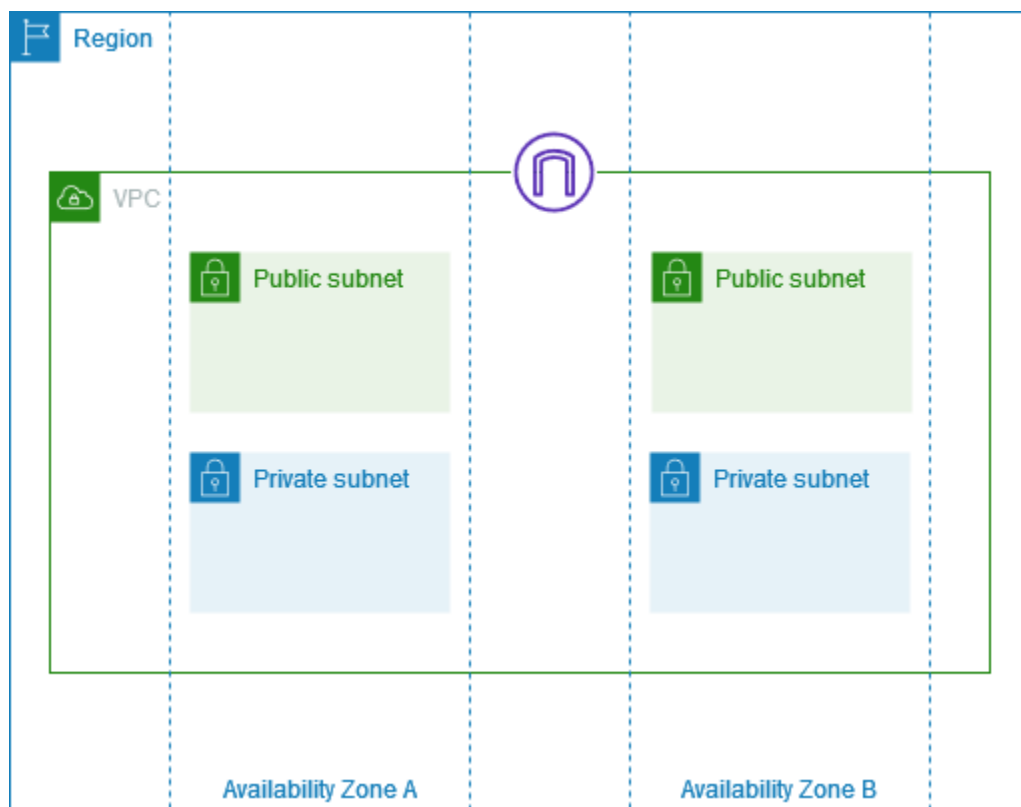 Region
VPC
Public subnet
Public subnet
Private subnet
Private subnet
Availability Zone A
Availability Zone B